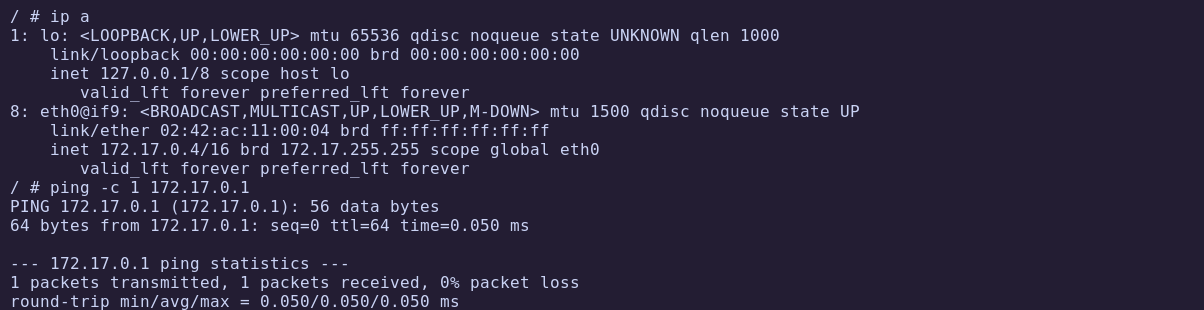 / # ip a
1: lo: <LOOPBACK,UP,LOWER_UP> mtu 65536 qdisc noqueue state UNKNOWN qlen 1000
    link/loopback 00:00:00:00:00:00 brd 00:00:00:00:00:00
    inet 127.0.0.1/8 scope host lo
       valid_lft forever preferred_lft forever
8: eth0@if9: <BROADCAST,MULTICAST,UP,LOWER_UP,M-DOWN> mtu 1500 qdisc noqueue state UP
    link/ether 02:42:ac:11:00:04 brd ff:ff:ff:ff:ff:ff
    inet 172.17.0.4/16 brd 172.17.255.255 scope global eth0
       valid_lft forever preferred_lft forever
/ # ping -c 1 172.17.0.1
PING 172.17.0.1 (172.17.0.1): 56 data bytes
64 bytes from 172.17.0.1: seq=0 ttl=64 time=0.050 ms

--- 172.17.0.1 ping statistics ---
1 packets transmitted, 1 packets received, 0% packet loss
round-trip min/avg/max = 0.050/0.050/0.050 ms